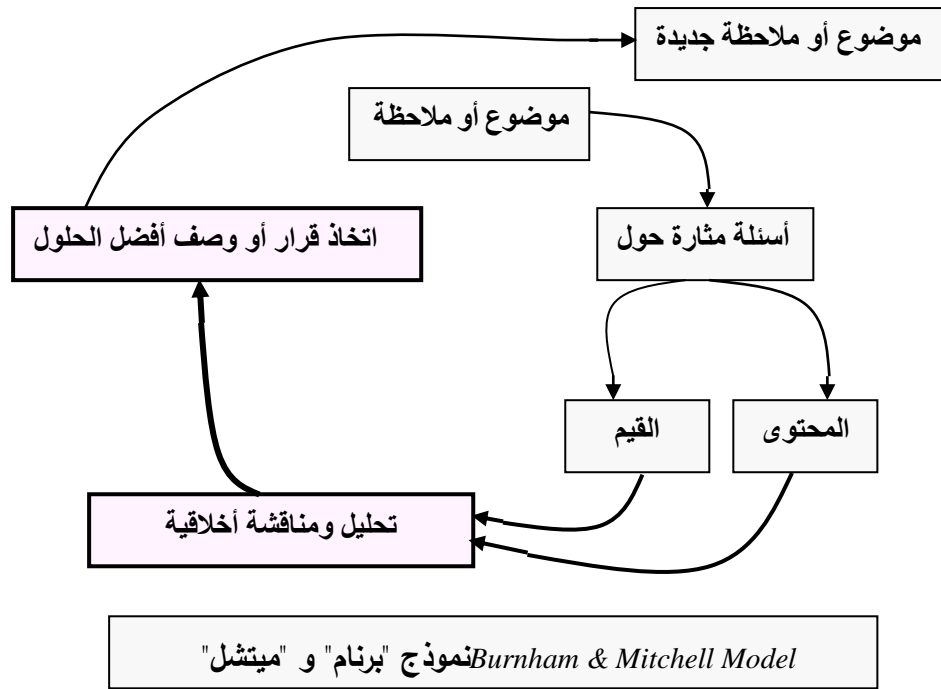 موضوع أو ملاحظة جديدة
موضوع أو ملاحظة
أسئلة مثارة حول
اتخاذ قرار أو وصف أفضل الحلول
المحتوى
القيم
تحليل ومناقشة أخلاقية
نموذج "برنام" و "ميتشل" Burnham & Mitchell Model